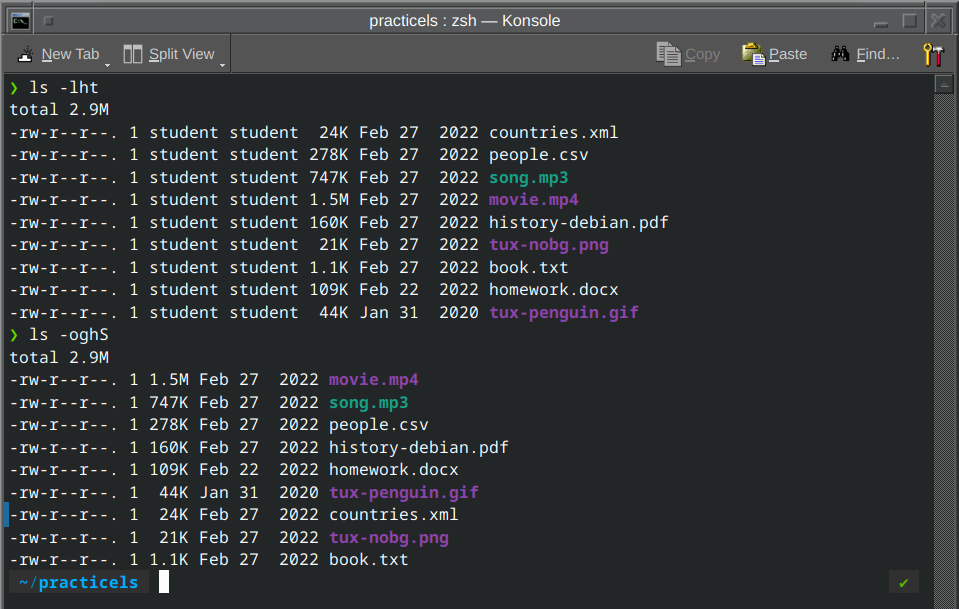 practicels : zsh — Konsole
New Tab Split View Copy Paste Find...
❯ ls -lht
total 2.9M
-rw-r--r--. 1 student student  24K Feb 27  2022 countries.xml
-rw-r--r--. 1 student student 278K Feb 27  2022 people.csv
-rw-r--r--. 1 student student 747K Feb 27  2022 song.mp3
-rw-r--r--. 1 student student 1.5M Feb 27  2022 movie.mp4
-rw-r--r--. 1 student student 160K Feb 27  2022 history-debian.pdf
-rw-r--r--. 1 student student  21K Feb 27  2022 tux-nobg.png
-rw-r--r--. 1 student student 1.1K Feb 27  2022 book.txt
-rw-r--r--. 1 student student 109K Feb 22  2022 homework.docx
-rw-r--r--. 1 student student  44K Jan 31  2020 tux-penguin.gif
❯ ls -oghS
total 2.9M
-rw-r--r--. 1 1.5M Feb 27  2022 movie.mp4
-rw-r--r--. 1 747K Feb 27  2022 song.mp3
-rw-r--r--. 1 278K Feb 27  2022 people.csv
-rw-r--r--. 1 160K Feb 27  2022 history-debian.pdf
-rw-r--r--. 1 109K Feb 22  2022 homework.docx
-rw-r--r--. 1  44K Jan 31  2020 tux-penguin.gif
-rw-r--r--. 1  24K Feb 27  2022 countries.xml
-rw-r--r--. 1  21K Feb 27  2022 tux-nobg.png
-rw-r--r--. 1 1.1K Feb 27  2022 book.txt
~/practicels ✔